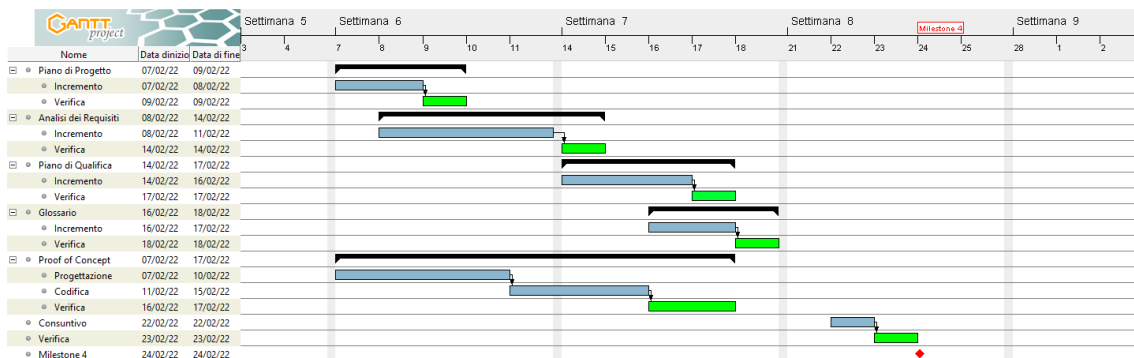 GANTT project
Settimana 5 Settimana 6 Settimana 7 Settimana 8 Settimana 9
Milestone 4
3 4 7 8 9 10 11 14 15 16 17 18 21 22 23 24 25 28 1 2
Nome Data dinizio Data di fine
Piano di Progetto 07/02/22 09/02/22
Incremento 07/02/22 08/02/22
Verifica 09/02/22 09/02/22
Analisi dei Requisiti 08/02/22 14/02/22
Incremento 08/02/22 11/02/22
Verifica 14/02/22 14/02/22
Piano di Qualifica 14/02/22 17/02/22
Incremento 14/02/22 16/02/22
Verifica 17/02/22 17/02/22
Glossario 16/02/22 18/02/22
Incremento 16/02/22 17/02/22
Verifica 18/02/22 18/02/22
Proof of Concept 07/02/22 17/02/22
Progettazione 07/02/22 10/02/22
Codifica 11/02/22 15/02/22
Verifica 16/02/22 17/02/22
Consuntivo 22/02/22 22/02/22
Verifica 23/02/22 23/02/22
Milestone 4 24/02/22 24/02/22